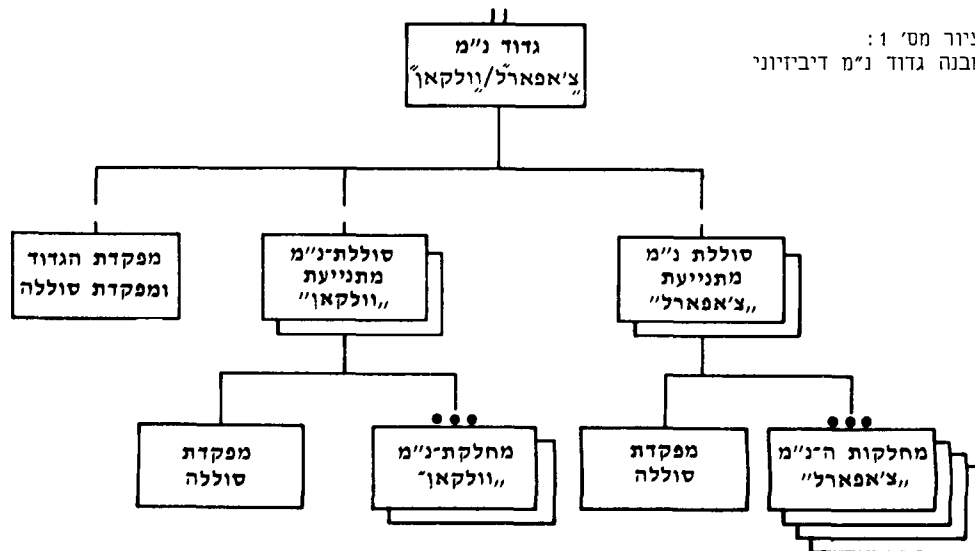 ציור מס׳ 1:
מבנה גדוד נ״מ דיביזיוני
גדוד נ״מ
„צ׳אפארל״/„וולקאן״
סוללת נ״מ
מתנייעת
„צ׳אפארל״
סוללת־נ״מ
מתנייעת
„וולקאן״
מפקדת הגדוד
ומפקדת סוללה
מחלקות ה־נ״מ
„צ׳אפארל״
מפקדת
סוללה
מחלקת־נ״מ
„וולקאן״
מפקדת
סוללה